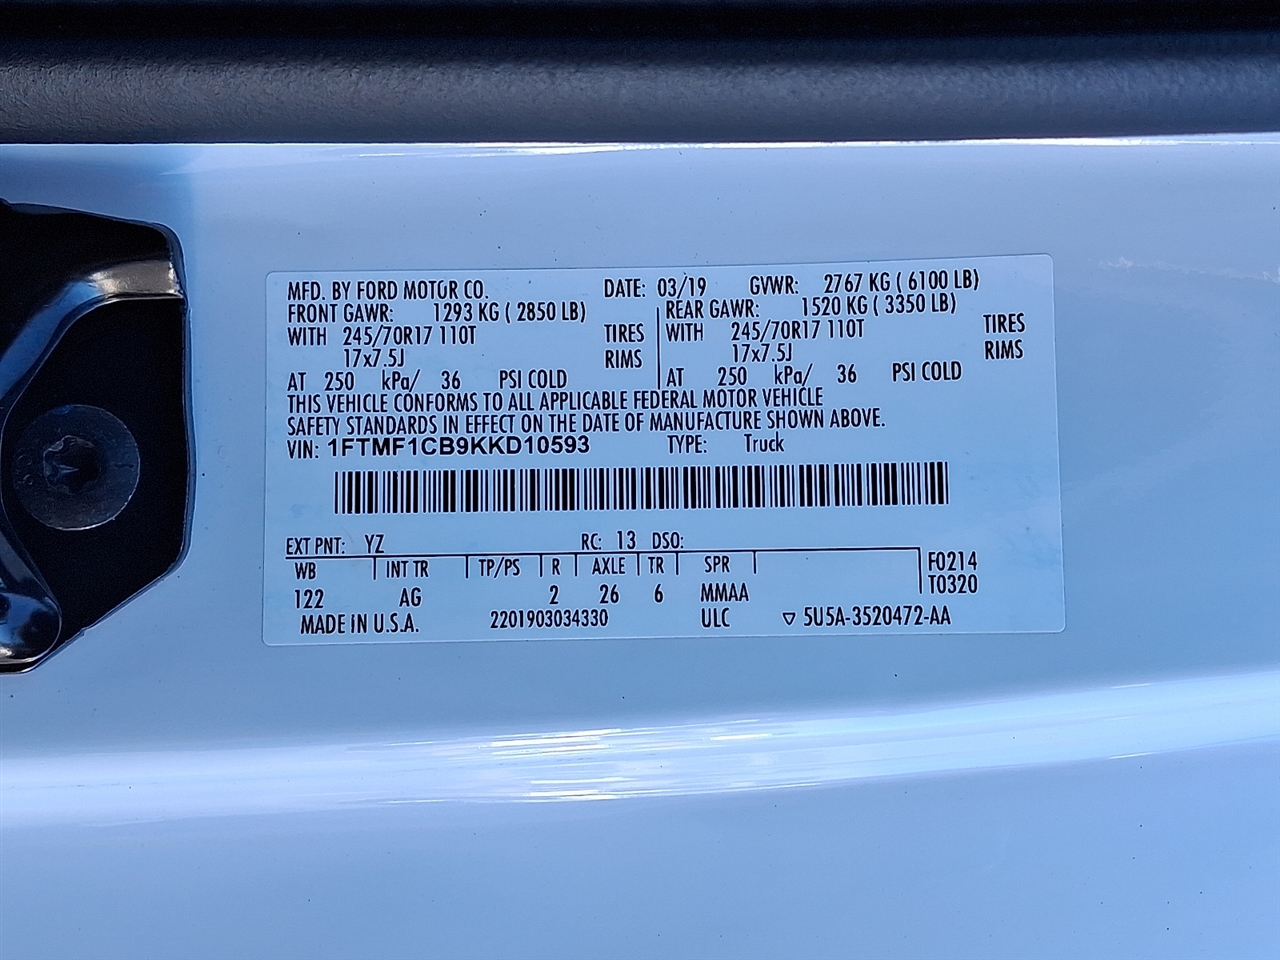 MFD. BY FORD MOTOR CO. DATE: 03/19 GVWR: 2767 KG ( 6100 LB)
FRONT GAWR: 1293 KG ( 2850 LB) REAR GAWR: 1520 KG ( 3350 LB)
WITH 245/70R17 110T TIRES WITH 245/70R17 110T TIRES
17x7.5J RIMS 17x7.5J RIMS
AT 250 kPa/ 36 PSI COLD AT 250 kPa/ 36 PSI COLD
THIS VEHICLE CONFORMS TO ALL APPLICABLE FEDERAL MOTOR VEHICLE
SAFETY STANDARDS IN EFFECT ON THE DATE OF MANUFACTURE SHOWN ABOVE.
VIN: 1FTMF1CB9KKD10593 TYPE: Truck
EXT PNT: YZ RC: 13 DSO:
WB INT TR TP/PS R AXLE TR SPR F0214
122 AG 2 26 6 MMAA T0320
MADE IN U.S.A. 2201903034330 ULC ▽ 5U5A-3520472-AA